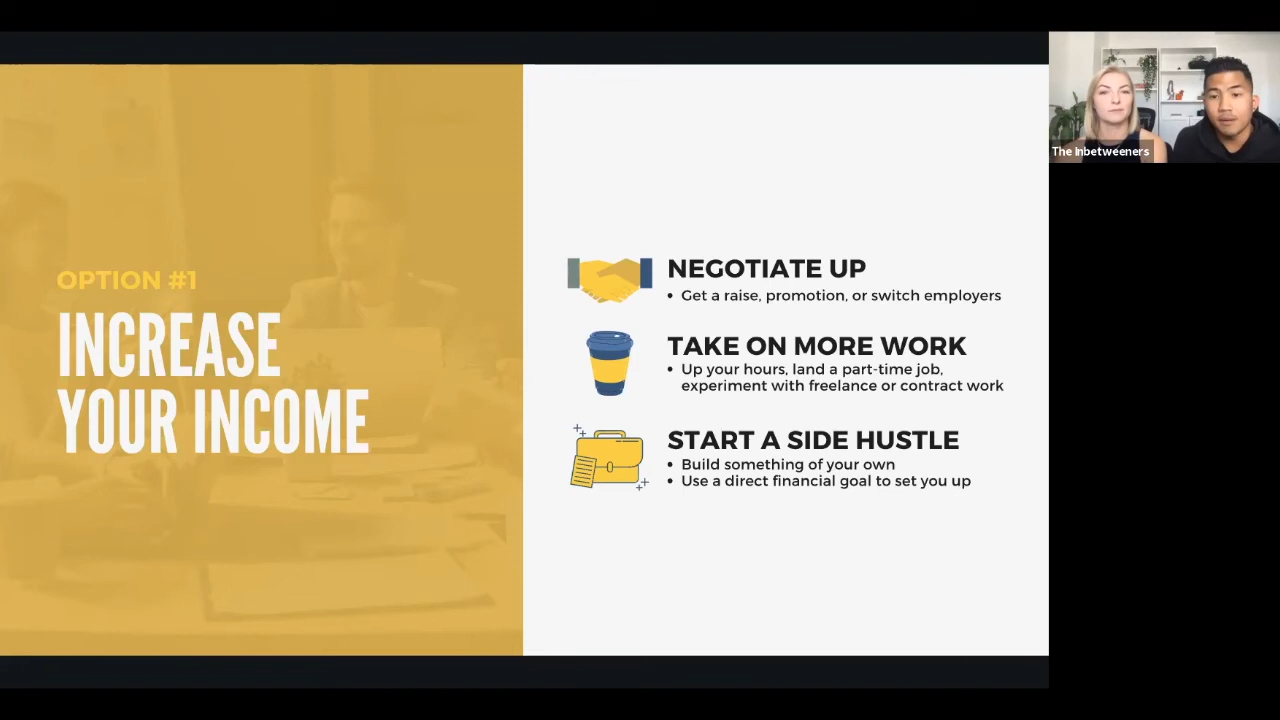 OPTION #1
INCREASE
YOUR INCOME
NEGOTIATE UP
• Get a raise, promotion, or switch employers
TAKE ON MORE WORK
• Up your hours, land a part-time job,
experiment with freelance or contract work
START A SIDE HUSTLE
• Build something of your own
• Use a direct financial goal to set you up
The Inbetweeners